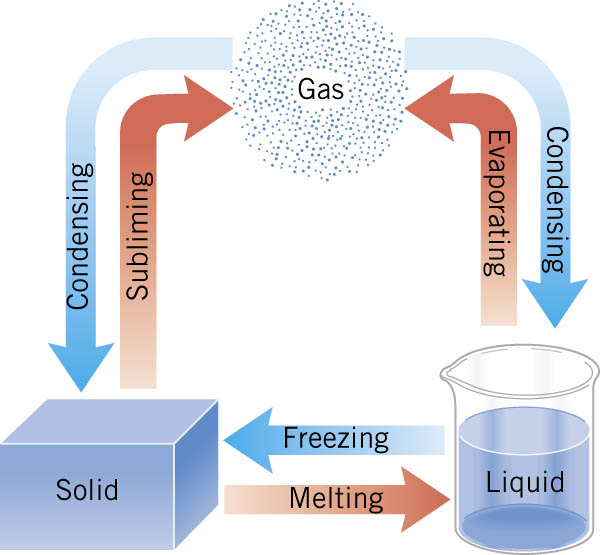 Gas
Condensing
Subliming
Evaporating
Condensing
Freezing
Solid
Liquid
Melting